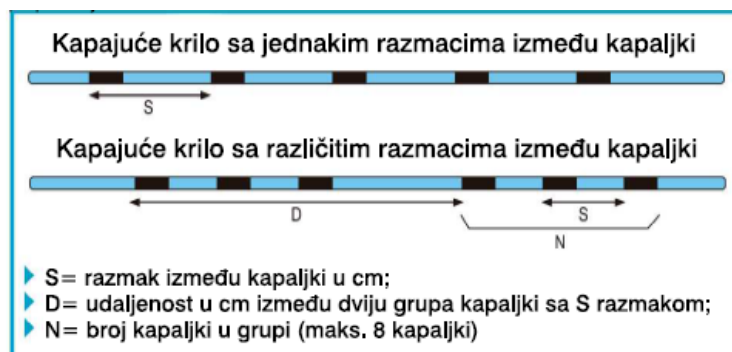 Kapajuće krilo sa jednakim razmacima između kapaljki
S
Kapajuće krilo sa različitim razmacima između kapaljki
D
S
N
S= razmak između kapaljki u cm;
D= udaljenost u cm između dviju grupa kapaljki sa S razmakom;
N= broj kapaljki u grupi (maks. 8 kapaljki)